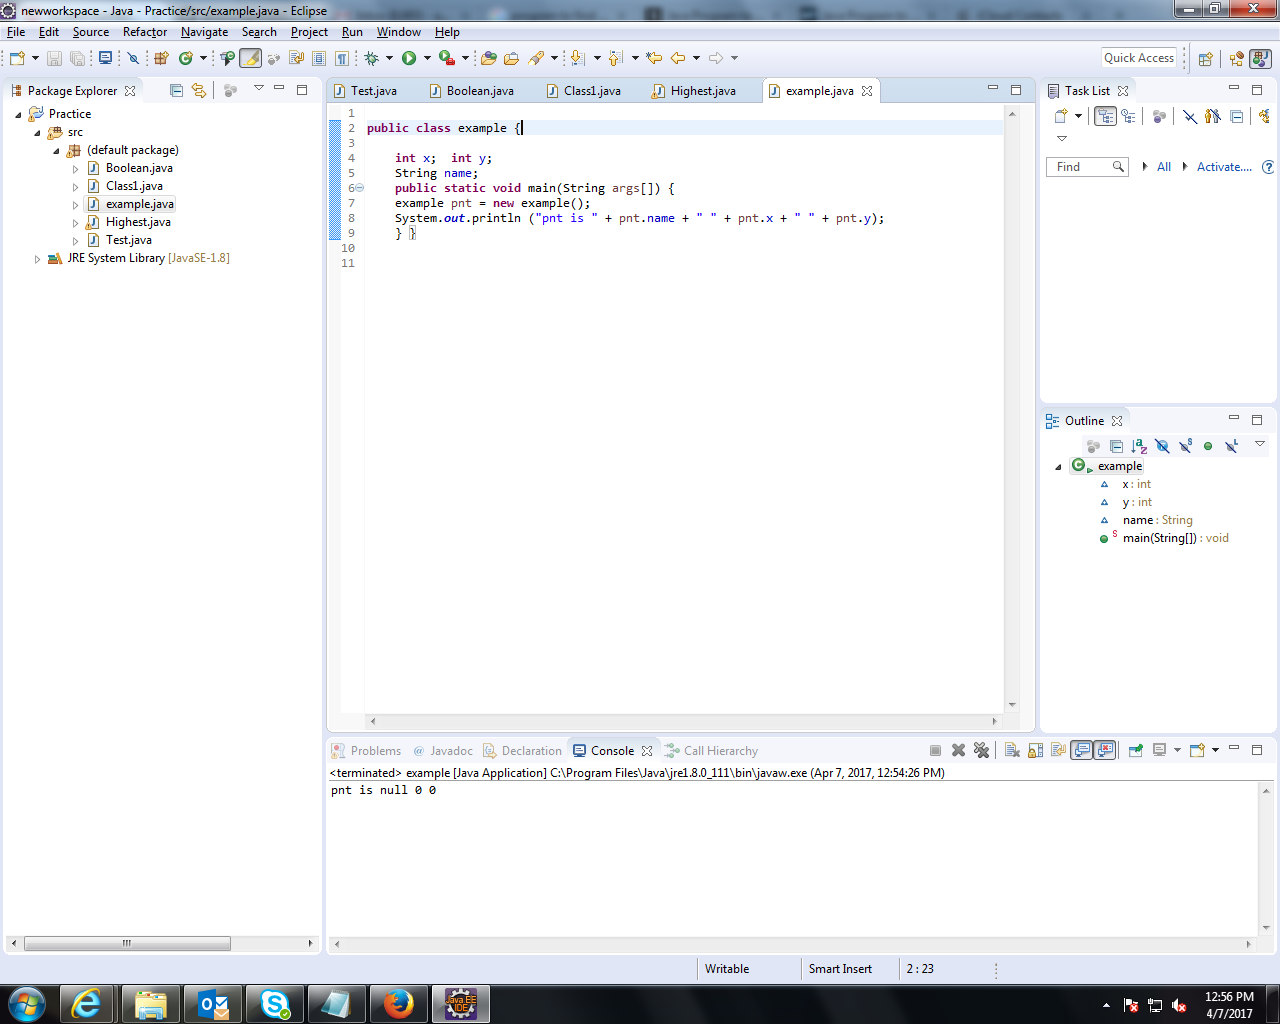 newworkspace - Java - Practice/src/example.java - Eclipse
File Edit Source Refactor Navigate Search Project Run Window Help
Quick Access
Package Explorer
Practice
src
(default package)
Boolean.java
Class1.java
example.java
Highest.java
Test.java
JRE System Library [JavaSE-1.8]
Test.java Boolean.java Class1.java Highest.java example.java
1
2 public class example {
3
4 int x;  int y;
5 String name;
6 public static void main(String args[]) {
7 example pnt = new example();
8 System.out.println ("pnt is " + pnt.name + " " + pnt.x + " " + pnt.y);
9 } }
10
11
Task List
Find All Activate....
Outline
example
x : int
y : int
name : String
main(String[]) : void
Problems @ Javadoc Declaration Console Call Hierarchy
<terminated> example [Java Application] C:\Program Files\Java\jre1.8.0_111\bin\javaw.exe (Apr 7, 2017, 12:54:26 PM)
pnt is null 0 0
Writable Smart Insert 2 : 23
Java EE
IDE
12:56 PM
4/7/2017